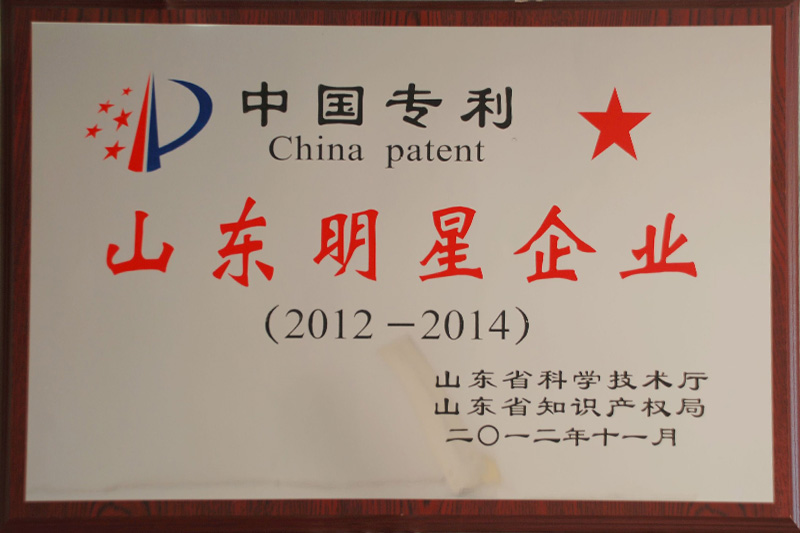 中国专利
China patent
山东明星企业
(2012－2014)
山东省科学技术厅
山东省知识产权局
二〇一二年十一月